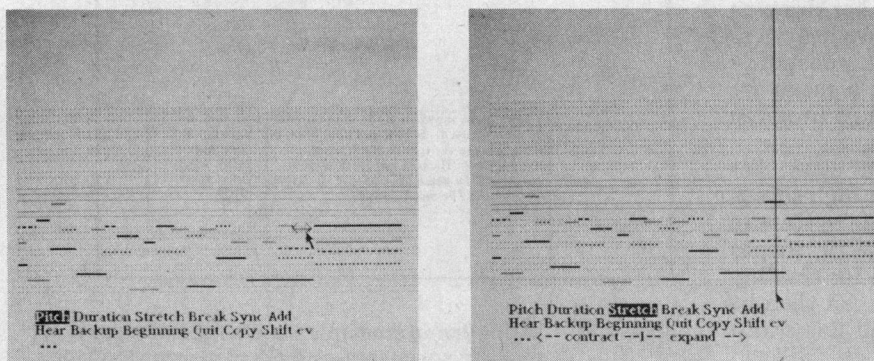 Pitch Duration Stretch Break Sync Add
Hear Backup Beginning Quit Copy Shift ev
...
Pitch Duration Stretch Break Sync Add
Hear Backup Beginning Quit Copy Shift ev
... <-- contract --|-- expand -->